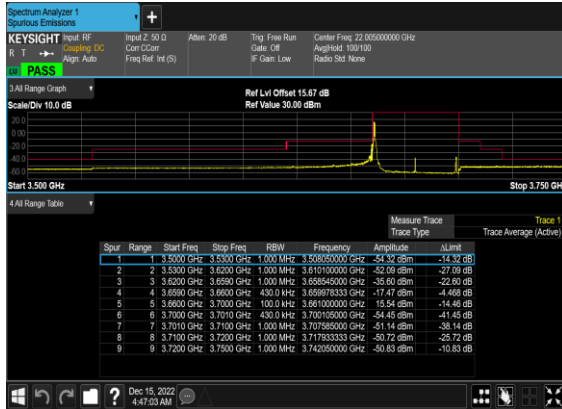 Spectrum Analyzer 1
Spurious Emissions
+
KEYSIGHT Input: RF Input Z: 50 Ω Atten: 20 dB Trig: Free Run Center Freq: 22.005000000 GHz
R T Coupling: DC Corr CCorr Gate: Off Avg|Hold: 100/100
Align: Auto Freq Ref: Int (S) IF Gain: Low Radio Std: None
PASS
3 All Range Graph
Ref Lvl Offset 15.67 dB
Scale/Div 10.0 dB Ref Value 30.00 dBm
20.0
0.00
-20.0
-40.0
-60.0
Start 3.500 GHz Stop 3.750 GH
4 All Range Table
Measure Trace Trace 1
Trace Type Trace Average (Active)
Spur Range Start Freq Stop Freq RBW Frequency Amplitude ΔLimit
1 1 3.5000 GHz 3.5300 GHz 1.000 MHz 3.508050000 GHz -54.32 dBm -14.32 dB
2 2 3.5300 GHz 3.6200 GHz 1.000 MHz 3.610100000 GHz -52.09 dBm -27.09 dB
3 3 3.6200 GHz 3.6590 GHz 1.000 MHz 3.658545000 GHz -35.60 dBm -22.60 dB
4 4 3.6590 GHz 3.6600 GHz 430.0 kHz 3.659978333 GHz -17.47 dBm -4.468 dB
5 5 3.6600 GHz 3.7000 GHz 100.0 kHz 3.661000000 GHz 15.54 dBm -14.46 dB
6 6 3.7000 GHz 3.7010 GHz 430.0 kHz 3.700105000 GHz -54.45 dBm -41.45 dB
7 7 3.7010 GHz 3.7100 GHz 1.000 MHz 3.707585000 GHz -51.14 dBm -38.14 dB
8 8 3.7100 GHz 3.7200 GHz 1.000 MHz 3.717933333 GHz -50.72 dBm -25.72 dB
9 9 3.7200 GHz 3.7500 GHz 1.000 MHz 3.742050000 GHz -50.83 dBm -10.83 dB
? Dec 15, 2022
4:47:03 AM